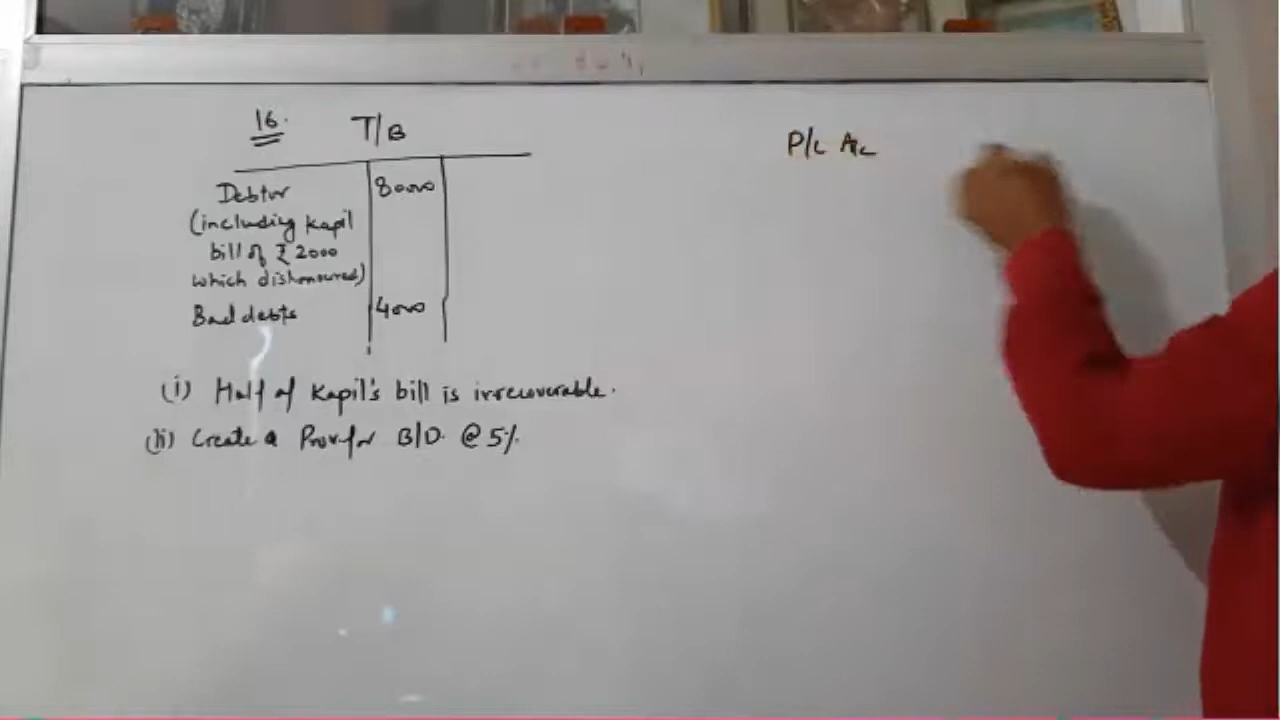 16. T/B
Debtor 80000
(including Kapil
bill of ₹ 2000
which dishonoured)
Bad debts 4000
(i) Half of Kapil's bill is irrecoverable.
(ii) Create a Prov for B/D. @ 5%
P/L A/c